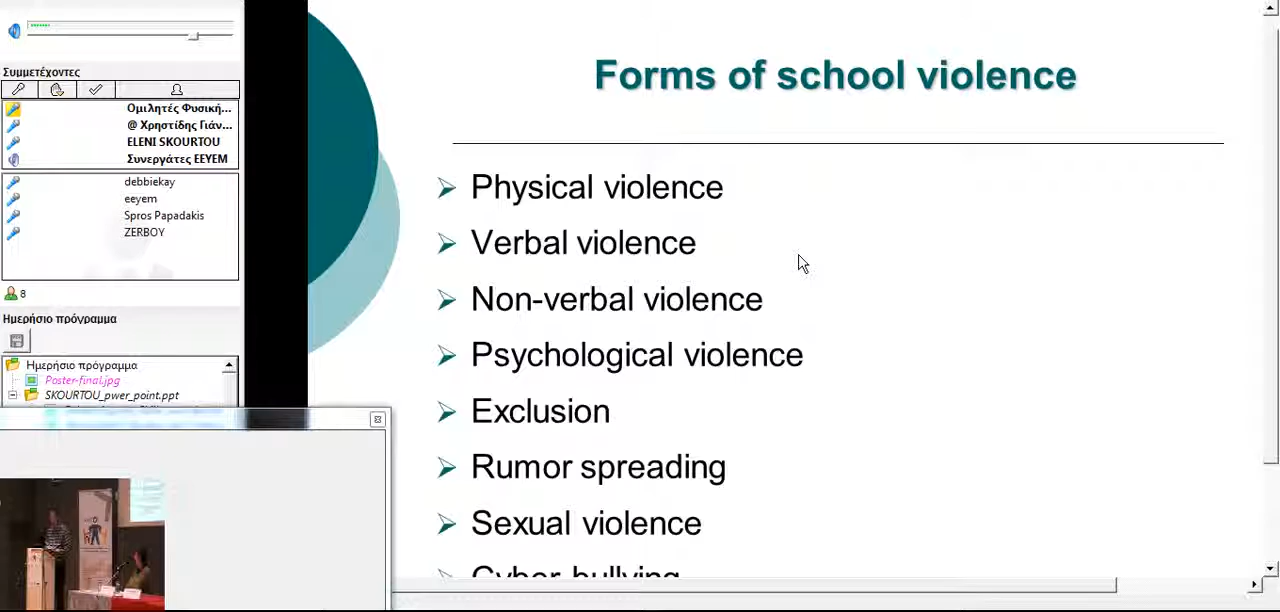 Συμμετέχοντες
Ομιλητές Φυσική...
@ Χρηστίδης Γιάν...
ELENI SKOURTOU
Συνεργάτες ΕΕΥΕΜ
debbiekay
eeyem
Spros Papadakis
ZERBOY
8
Ημερήσιο πρόγραμμα
Ημερήσιο πρόγραμμα
Poster-final.jpg
SKOURTOU_pwer_point.ppt
Forms of school violence
Physical violence
Verbal violence
Non-verbal violence
Psychological violence
Exclusion
Rumor spreading
Sexual violence
Cyber-bullying